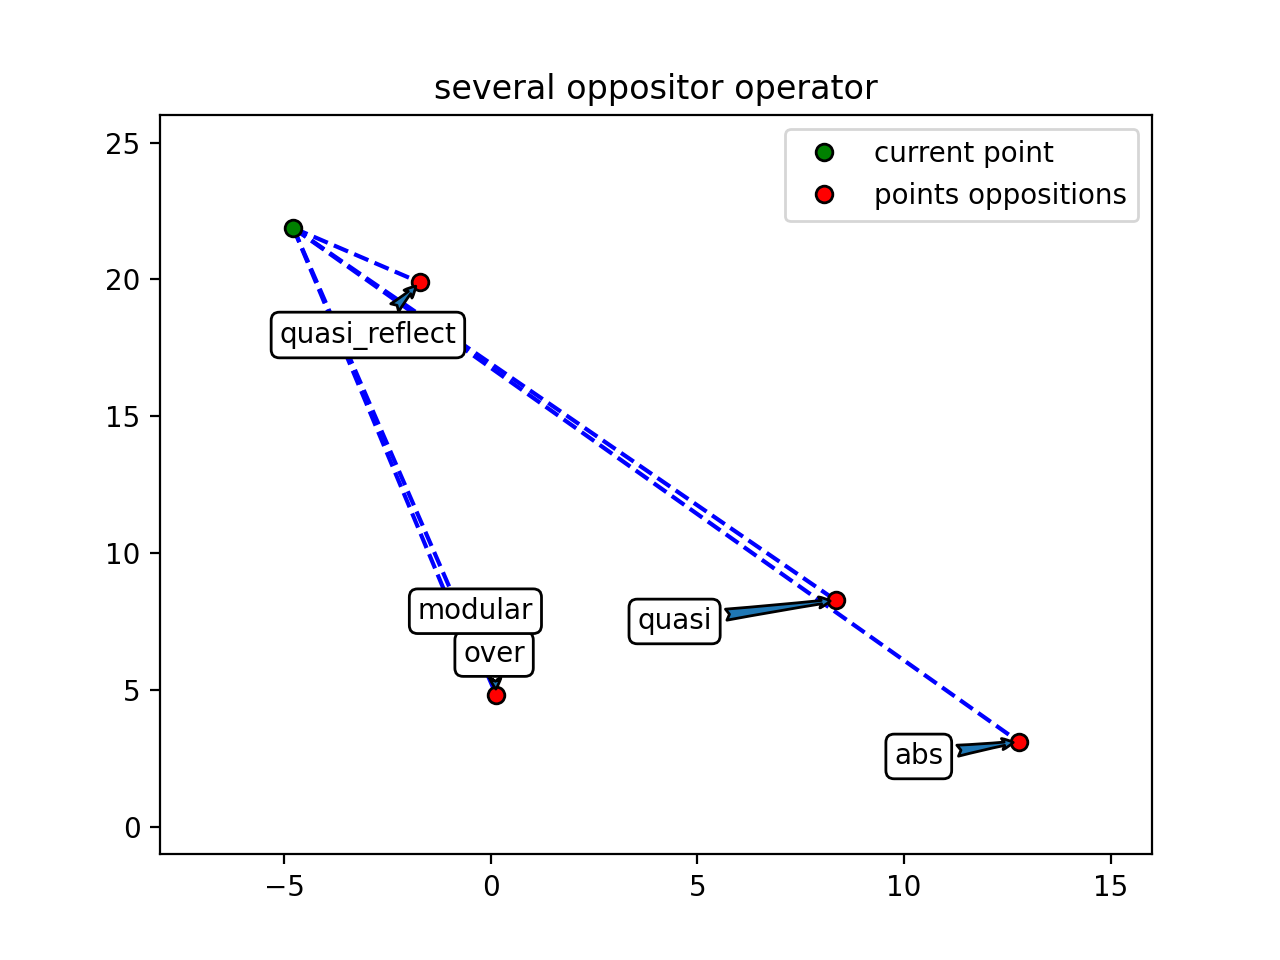 several oppositor operator
25
20
15
10
5
0
current point
points oppositions
quasi_reflect
modular
over
quasi
abs
−5
0
5
10
15